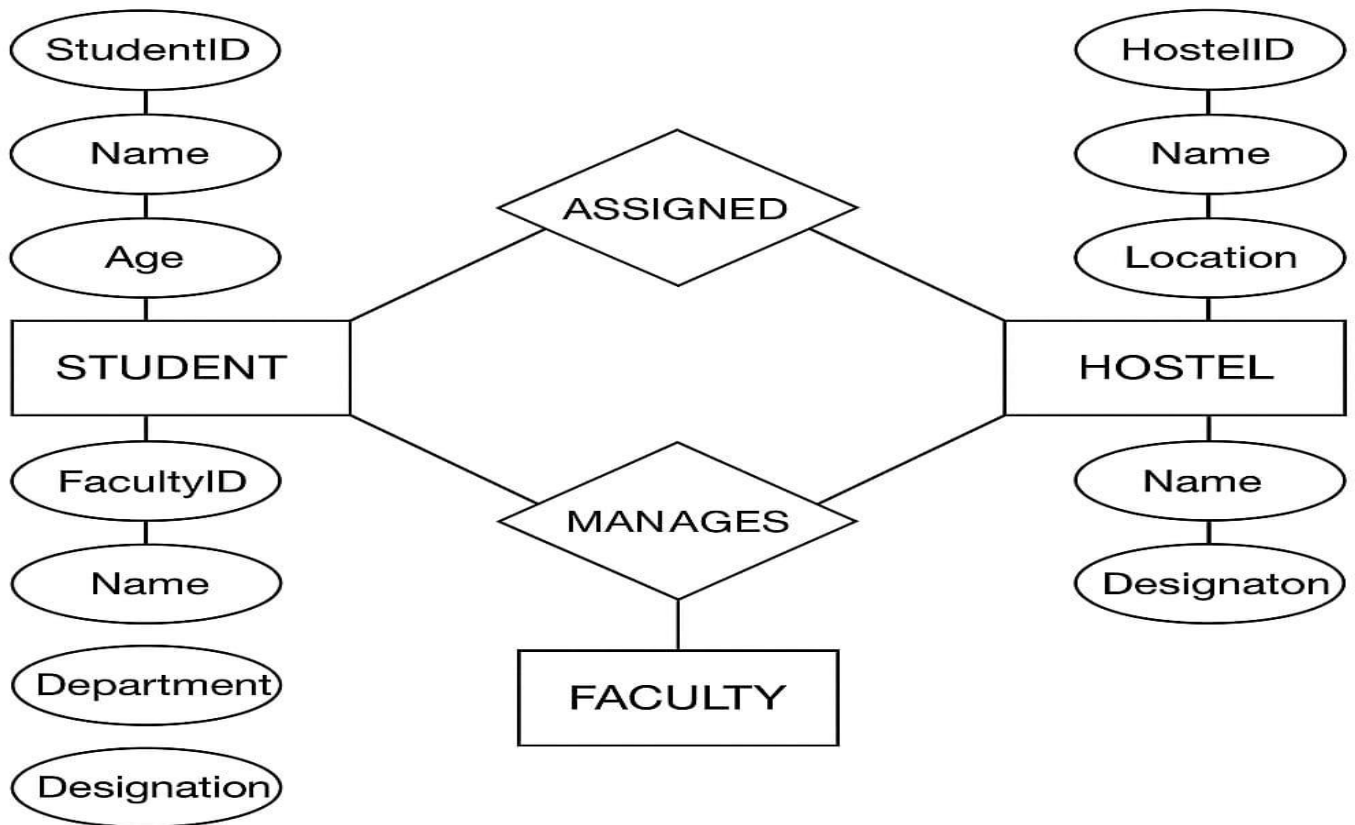 StudentID
Name
Age
STUDENT
FacultyID
Name
Department
Designation
ASSIGNED
MANAGES
FACULTY
HostelID
Name
Location
HOSTEL
Name
Designaton